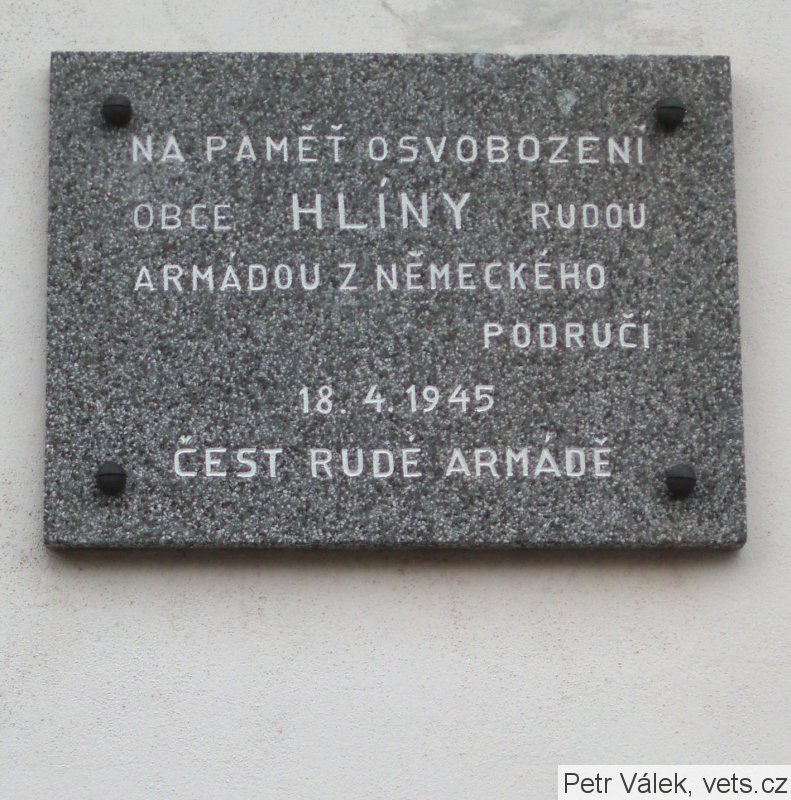 NA PAMĚŤ OSVOBOZENÍ
OBCE HLÍNY RUDOU
ARMÁDOU Z NĚMECKÉHO
PODRUČÍ
18. 4. 1945
ČEST RUDÉ ARMÁDĚ
Petr Válek, vets.cz